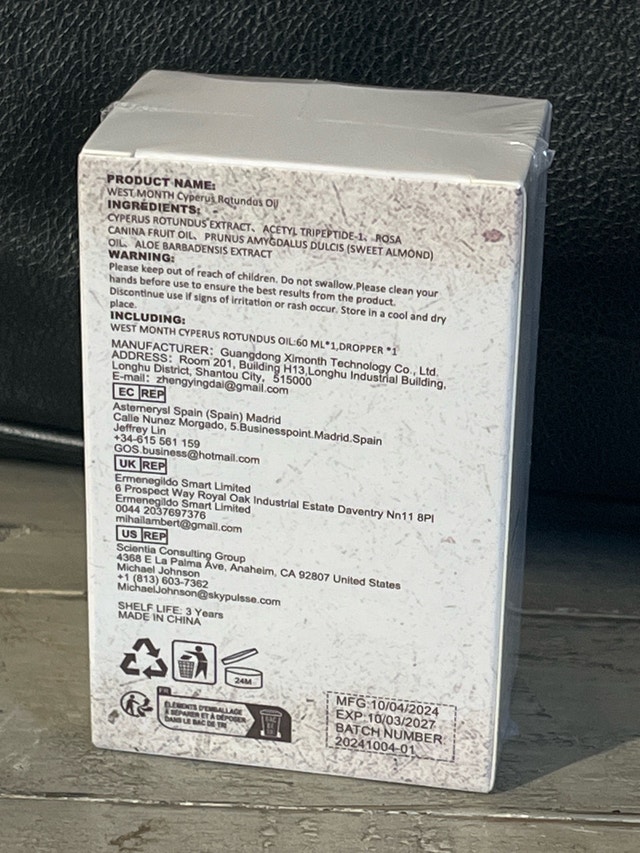 PRODUCT NAME:
WEST MONTH Cyperus Rotundus Oil
INGREDIENTS:
CYPERUS ROTUNDUS EXTRACT、 ACETYL TRIPEPTIDE-1、 ROSA
CANINA FRUIT OIL、 PRUNUS AMYGDALUS DULCIS (SWEET ALMOND)
OIL、 ALOE BARBADENSIS EXTRACT
WARNING:
Please keep out of reach of children. Do not swallow.Please clean your
hands before use to ensure the best results from the product.
Discontinue use if signs of irritation or rash occur. Store in a cool and dry
place.
INCLUDING:
WEST MONTH CYPERUS ROTUNDUS OIL:60 ML*1,DROPPER *1
MANUFACTURER: Guangdong Ximonth Technology Co., Ltd.
ADDRESS: Room 201, Building H13,Longhu Industrial Building,
Longhu District, Shantou City, 515000
E-mail: zhengyingdai@gmail.com
EC REP
Asternerysl Spain (Spain) Madrid
Calle Nunez Morgado, 5.Businesspoint.Madrid.Spain
Jeffrey Lin
+34-615 561 159
GOS.business@hotmail.com
UK REP
Ermenegildo Smart Limited
6 Prospect Way Royal Oak Industrial Estate Daventry Nn11 8Pl
Ermenegildo Smart Limited
0044 2037697376
mihailambert@gmail.com
US REP
Scientia Consulting Group
4368 E La Palma Ave, Anaheim, CA 92807 United States
Michael Johnson
+1 (813) 603-7362
MichaelJohnson@skypulsse.com
SHELF LIFE: 3 Years
MADE IN CHINA
24M
FR
ÉLÉMENTS D'EMBALLAGE
À SÉPARER ET À DÉPOSER
DANS LE BAC DE TRI
BAC
DE
TRI
MFG:10/04/2024
EXP:10/03/2027
BATCH NUMBER:
20241004-01